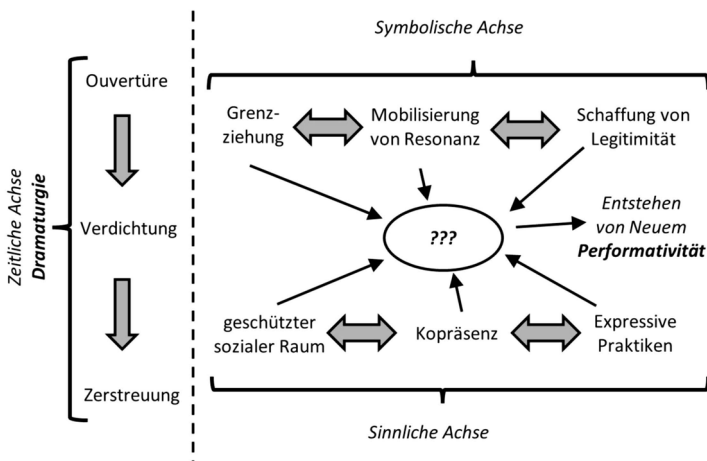 Zeitliche Achse
Dramaturgie
Ouvertüre
Verdichtung
Zerstreuung
Symbolische Achse
Grenz-
ziehung
Mobilisierung
von Resonanz
Schaffung von
Legitimität
???
Entstehen
von Neuem
Performativität
geschützter
sozialer Raum
Kopräsenz
Expressive
Praktiken
Sinnliche Achse